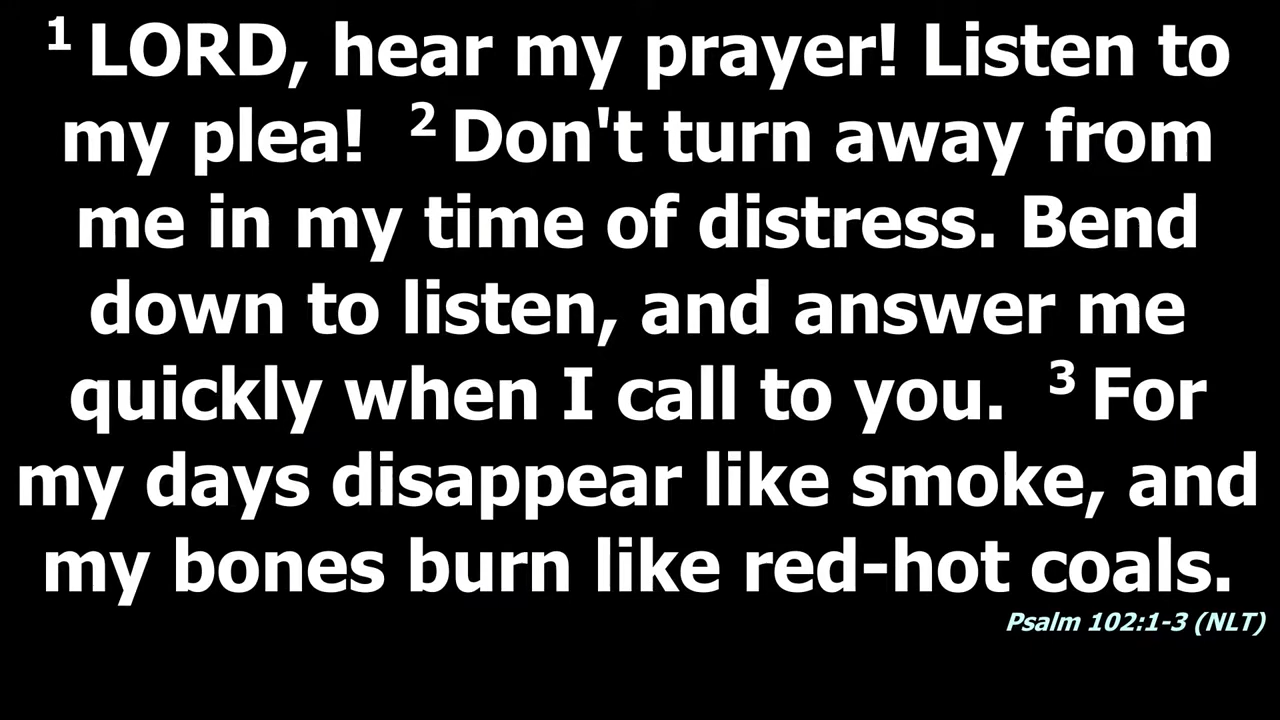 1 LORD, hear my prayer! Listen to
my plea! 2 Don't turn away from
me in my time of distress. Bend
down to listen, and answer me
quickly when I call to you. 3 For
my days disappear like smoke, and
my bones burn like red-hot coals.
Psalm 102:1-3 (NLT)